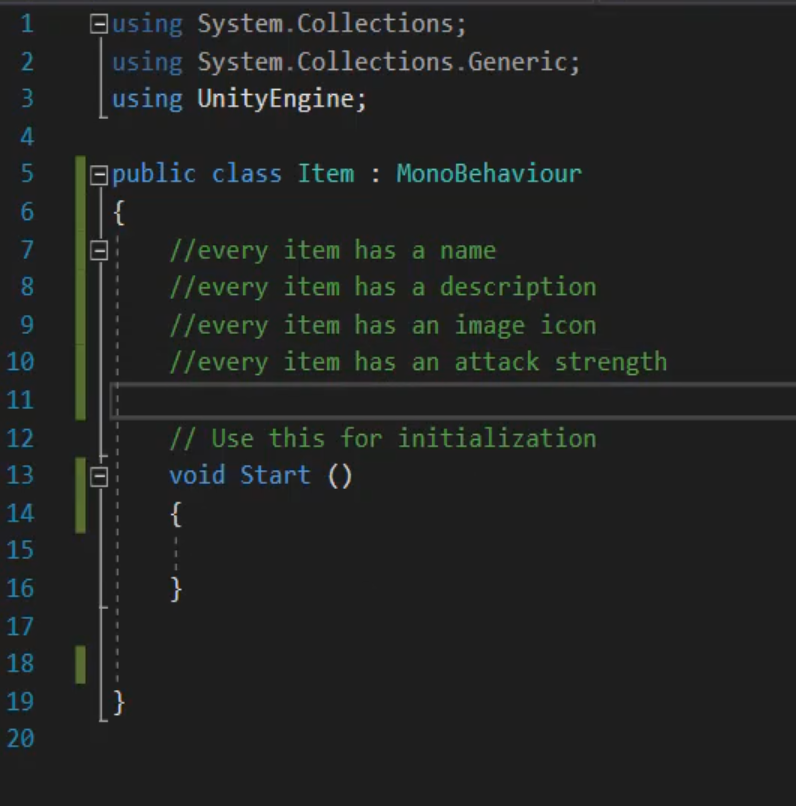 1 using System.Collections;
2 using System.Collections.Generic;
3 using UnityEngine;
4
5 public class Item : MonoBehaviour
6 {
7 //every item has a name
8 //every item has a description
9 //every item has an image icon
10 //every item has an attack strength
11
12 // Use this for initialization
13 void Start ()
14 {
15
16 }
17
18
19 }
20